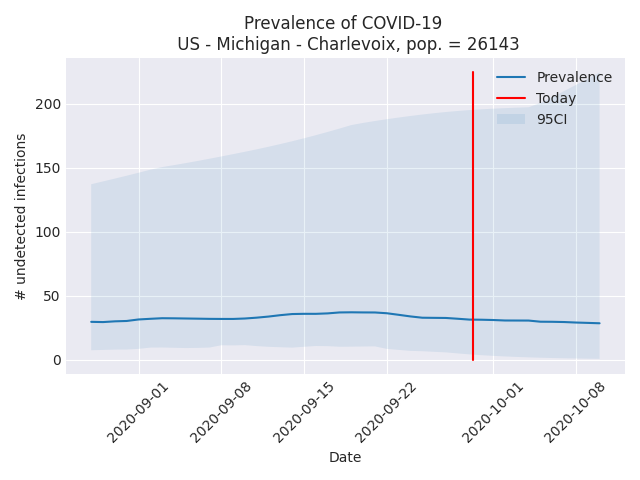 Prevalence of COVID-19
US - Michigan - Charlevoix, pop. = 26143
Prevalence
Today
95CI
200
150
100
50
0
# undetected infections
2020-09-01
2020-09-08
2020-09-15
2020-09-22
2020-10-01
2020-10-08
Date